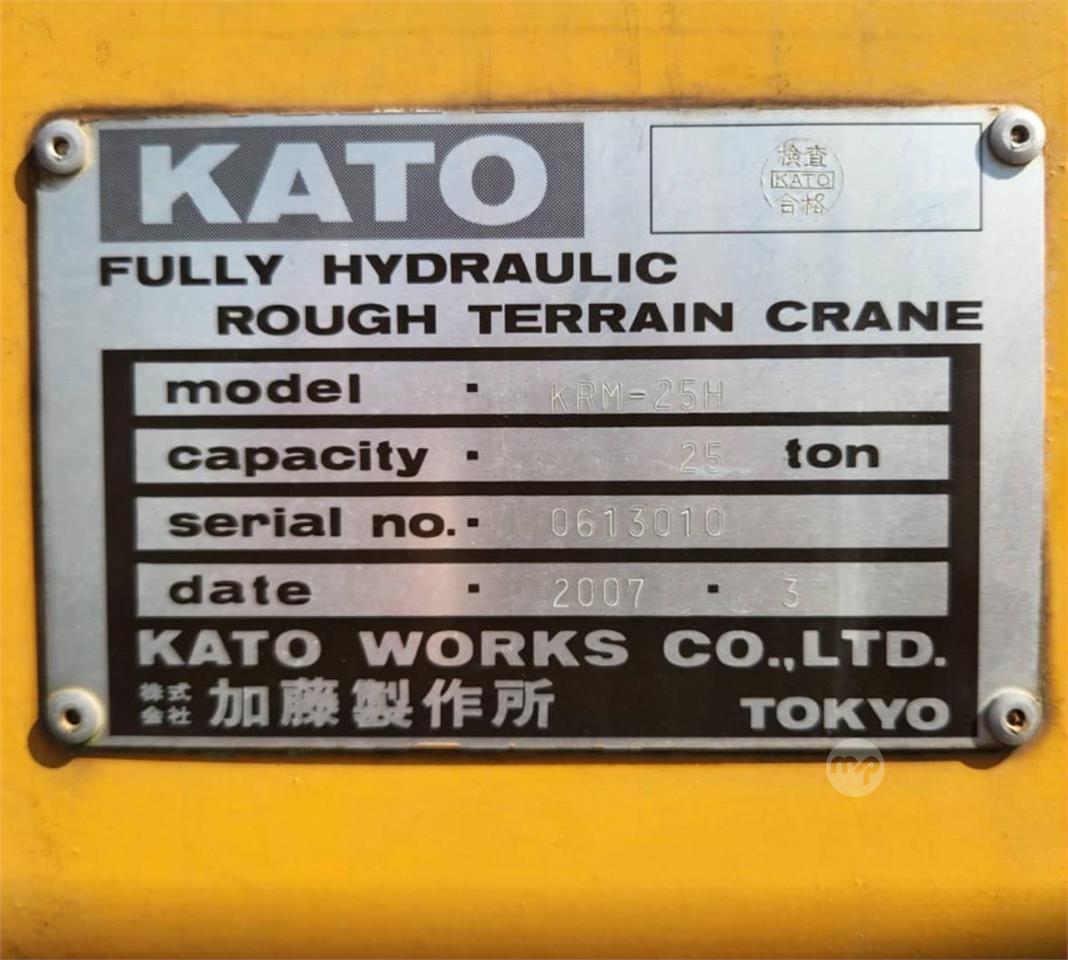 KATO
検査
KATO
合格
FULLY HYDRAULIC
ROUGH TERRAIN CRANE
model · KRM-25H
capacity · 25 ton
serial no. · 0613010
date · 2007 · 3
KATO WORKS CO.,LTD.
株式会社 加藤製作所 TOKYO
mp